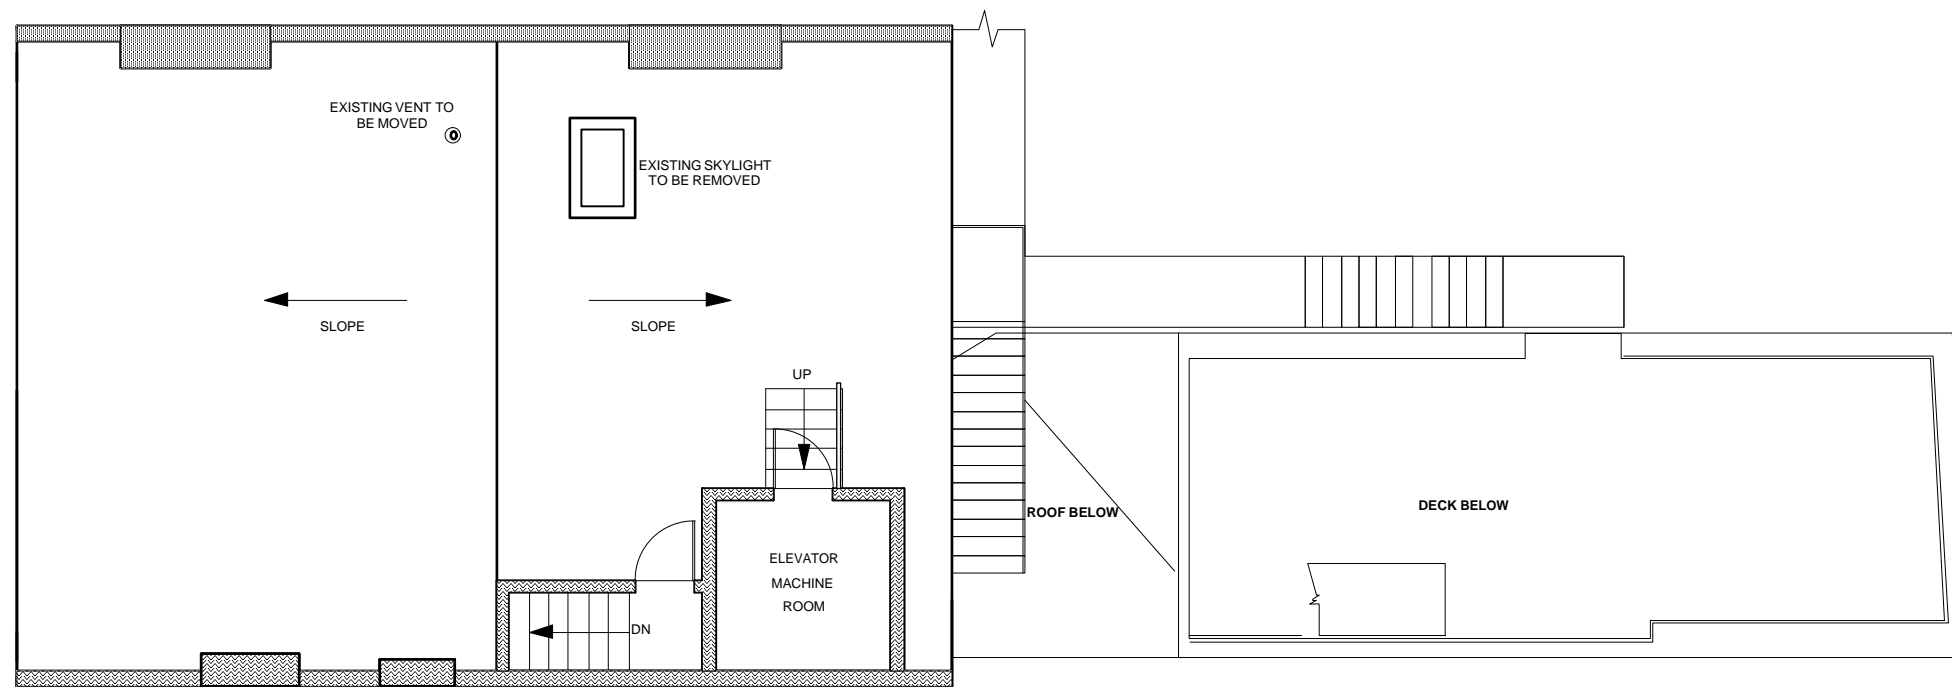 EXISTING VENT TO
BE MOVED
EXISTING SKYLIGHT
TO BE REMOVED
SLOPE
SLOPE
UP
ROOF BELOW
DECK BELOW
ELEVATOR
MACHINE
ROOM
DN